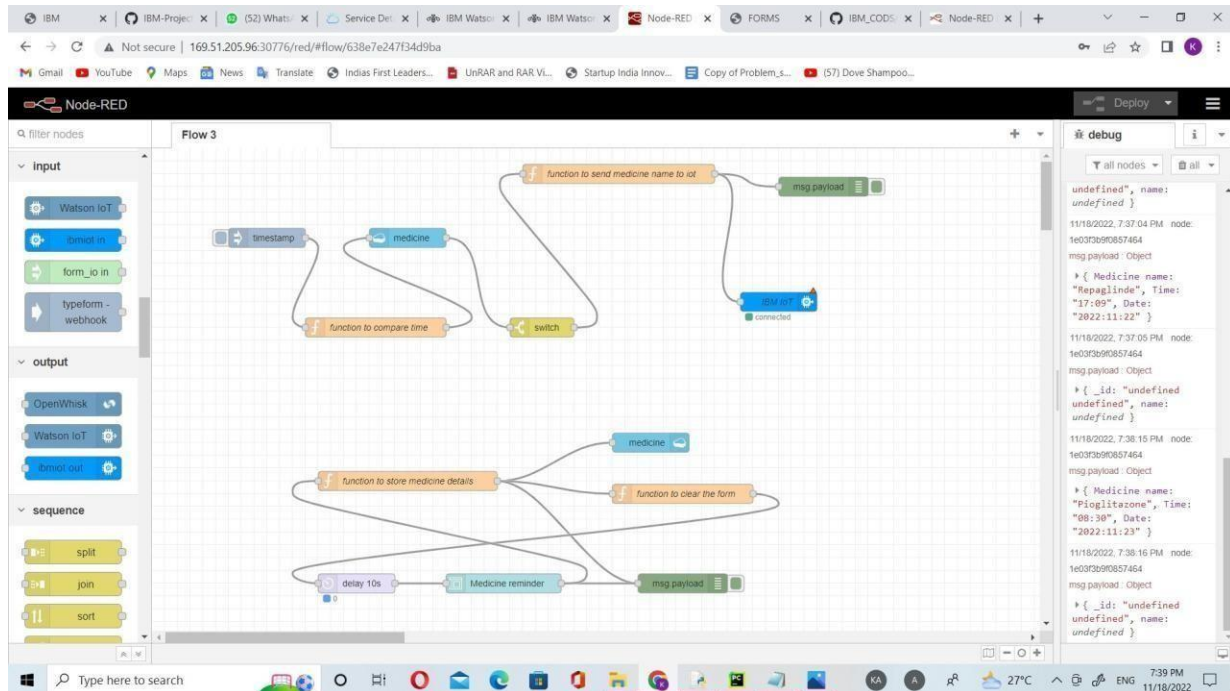 IBM
IBM-Projec
(52) Whats
Service Det
IBM Watso
IBM Watso
Node-RED
FORMS
IBM_CODS
Node-RED
Not secure | 169.51.205.96:30776/red/#flow/638e7e247f34d9ba
K
Gmail
YouTube
Maps
News
Translate
Indias First Leaders...
UnRAR and RAR Vi...
Startup India Innov...
Copy of Problem_s...
(57) Dove Shampoo...
Node-RED
Deploy
filter nodes
input
Watson IoT
ibmiot in
form_io in
typeform -
webhook
output
OpenWhisk
Watson IoT
ibmiot out
sequence
split
join
sort
Flow 3
function to send medicine name to iot
msg.payload
timestamp
medicine
IBM IoT
connected
function to compare time
switch
medicine
function to store medicine details
function to clear the form
delay 10s
0
Medicine reminder
msg.payload
debug
i
all nodes
all
undefined", name:
undefined }
11/18/2022, 7:37:04 PM node:
1e03f3b9f0857464
msg.payload : Object
{ Medicine name:
"Repaglinde", Time:
"17:09", Date:
"2022:11:22" }
11/18/2022, 7:37:05 PM node:
1e03f3b9f0857464
msg.payload : Object
{ _id: "undefined
undefined", name:
undefined }
11/18/2022, 7:38:15 PM node:
1e03f3b9f0857464
msg.payload : Object
{ Medicine name:
"Pioglitazone", Time:
"08:30", Date:
"2022:11:23" }
11/18/2022, 7:38:16 PM node:
1e03f3b9f0857464
msg.payload : Object
{ _id: "undefined
undefined", name:
undefined }
Type here to search
KA
A
27°C
ENG
7:39 PM
11/18/2022